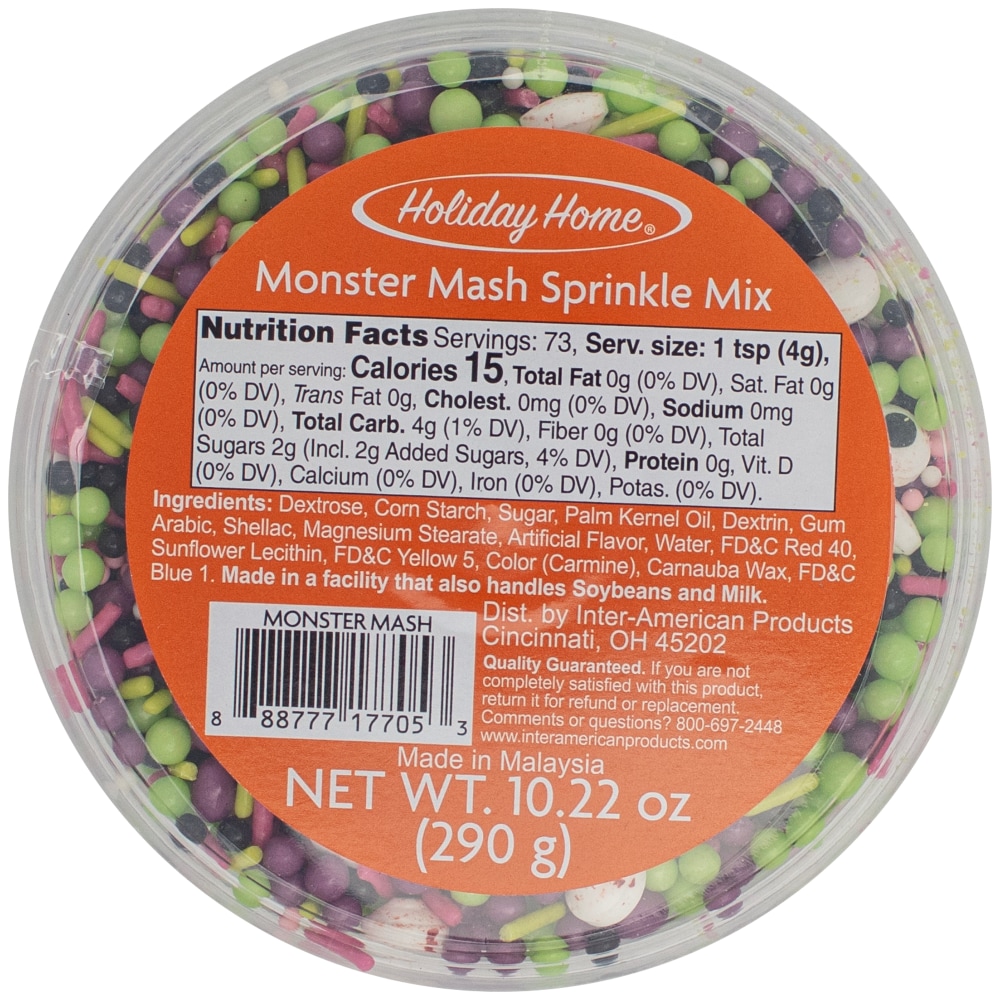 Holiday Home®
Monster Mash Sprinkle Mix
Nutrition Facts Servings: 73, Serv. size: 1 tsp (4g),
Amount per serving: Calories 15, Total Fat 0g (0% DV), Sat. Fat 0g
(0% DV), Trans Fat 0g, Cholest. 0mg (0% DV), Sodium 0mg
(0% DV), Total Carb. 4g (1% DV), Fiber 0g (0% DV), Total
Sugars 2g (Incl. 2g Added Sugars, 4% DV), Protein 0g, Vit. D
(0% DV), Calcium (0% DV), Iron (0% DV), Potas. (0% DV).
Ingredients: Dextrose, Corn Starch, Sugar, Palm Kernel Oil, Dextrin, Gum
Arabic, Shellac, Magnesium Stearate, Artificial Flavor, Water, FD&C Red 40,
Sunflower Lecithin, FD&C Yellow 5, Color (Carmine), Carnauba Wax, FD&C
Blue 1. Made in a facility that also handles Soybeans and Milk.
MONSTER MASH
8 88777 17705 3
Dist. by Inter-American Products
Cincinnati, OH 45202
Quality Guaranteed. If you are not
completely satisfied with this product,
return it for refund or replacement.
Comments or questions? 800-697-2448
www.interamericanproducts.com
Made in Malaysia
NET WT. 10.22 oz
(290 g)